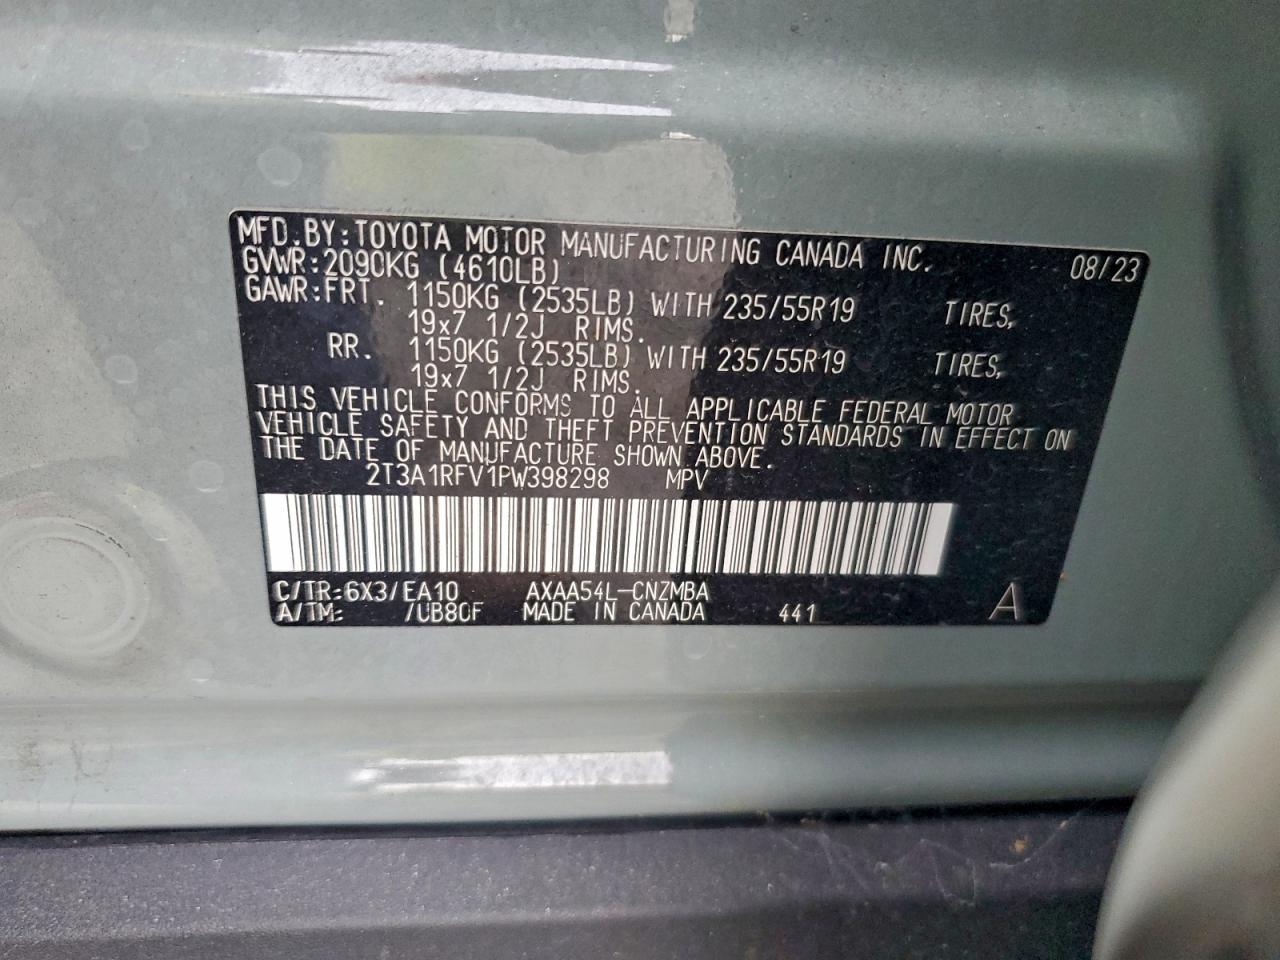 MFD.BY:TOYOTA MOTOR MANUFACTURING CANADA INC. 08/23
GVWR:2090KG (4610LB)
GAWR:FRT. 1150KG (2535LB) WITH 235/55R19 TIRES,
19x7 1/2J RIMS.
RR. 1150KG (2535LB) WITH 235/55R19 TIRES,
19x7 1/2J RIMS.
THIS VEHICLE CONFORMS TO ALL APPLICABLE FEDERAL MOTOR
VEHICLE SAFETY AND THEFT PREVENTION STANDARDS IN EFFECT ON
THE DATE OF MANUFACTURE SHOWN ABOVE.
2T3A1RFV1PW398298 MPV
C/TR:6X3/EA10 AXAA54L-CNZMBA
A/TM: /UB80F MADE IN CANADA 441 A